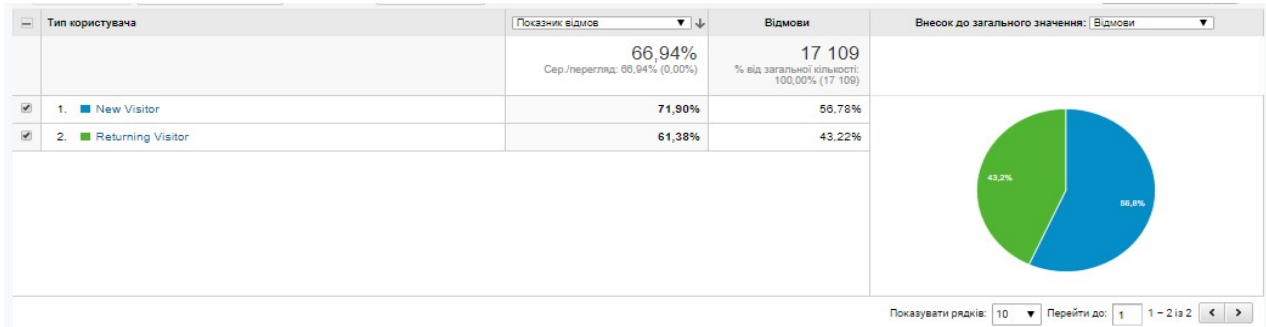 Тип користувача
Показник відмов
Відмови
Внесок до загального значення: Відмови
66,94%
Сер./перегляд: 66,94% (0,00%)
17 109
% від загальної кількості:
100,00% (17 109)
1. New Visitor 71,90% 56,78%
2. Returning Visitor 61,38% 43,22%
43,2%
56,8%
Показувати рядків: 10 Перейти до: 1 1 – 2 із 2